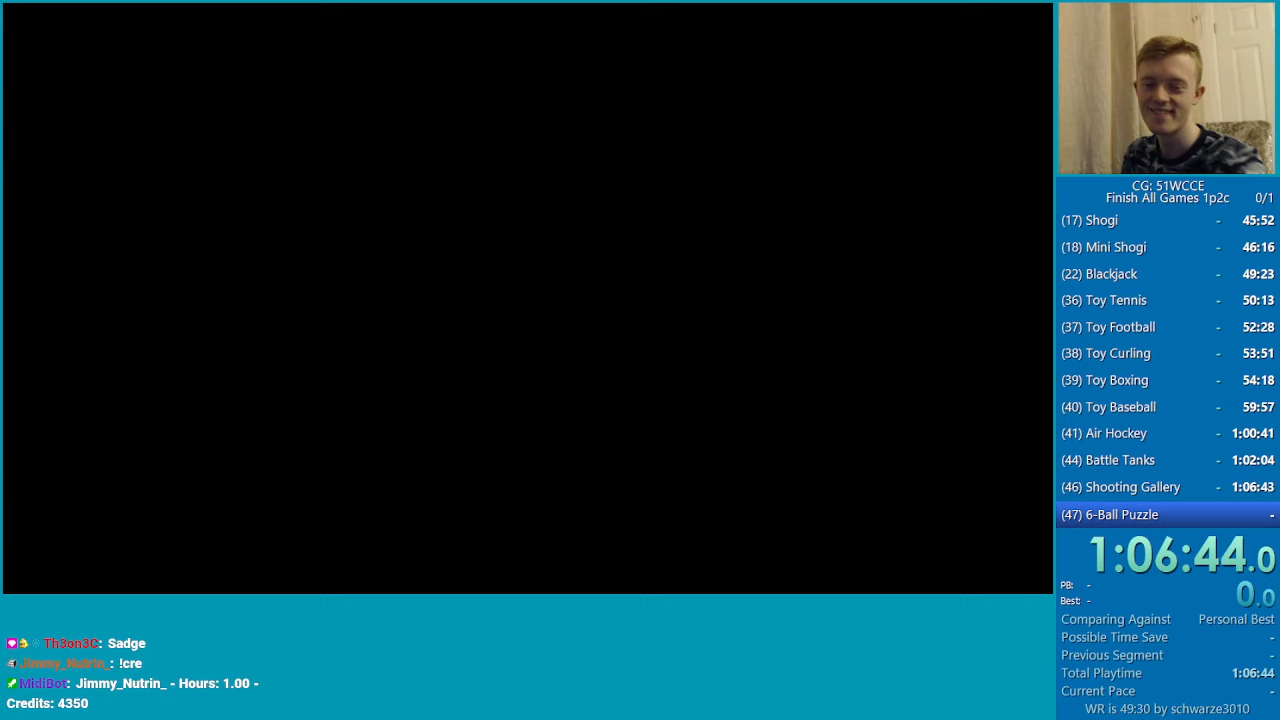 CG: 51WCCE
Finish All Games 1p2c 0/1
(17) Shogi - 45:52
(18) Mini Shogi - 46:16
(22) Blackjack - 49:23
(36) Toy Tennis - 50:13
(37) Toy Football - 52:28
(38) Toy Curling - 53:51
(39) Toy Boxing - 54:18
(40) Toy Baseball - 59:57
(41) Air Hockey - 1:00:41
(44) Battle Tanks - 1:02:04
(46) Shooting Gallery - 1:06:43
(47) 6-Ball Puzzle -
1:06:44.0
PB: -
Best: - 0.0
Comparing Against Personal Best
Possible Time Save -
Previous Segment -
Total Playtime 1:06:44
Current Pace -
WR is 49:30 by schwarze3010
Th3on3C: Sadge
Jimmy_Nutrin_: !cre
MidiBot: Jimmy_Nutrin_ - Hours: 1.00 -
Credits: 4350